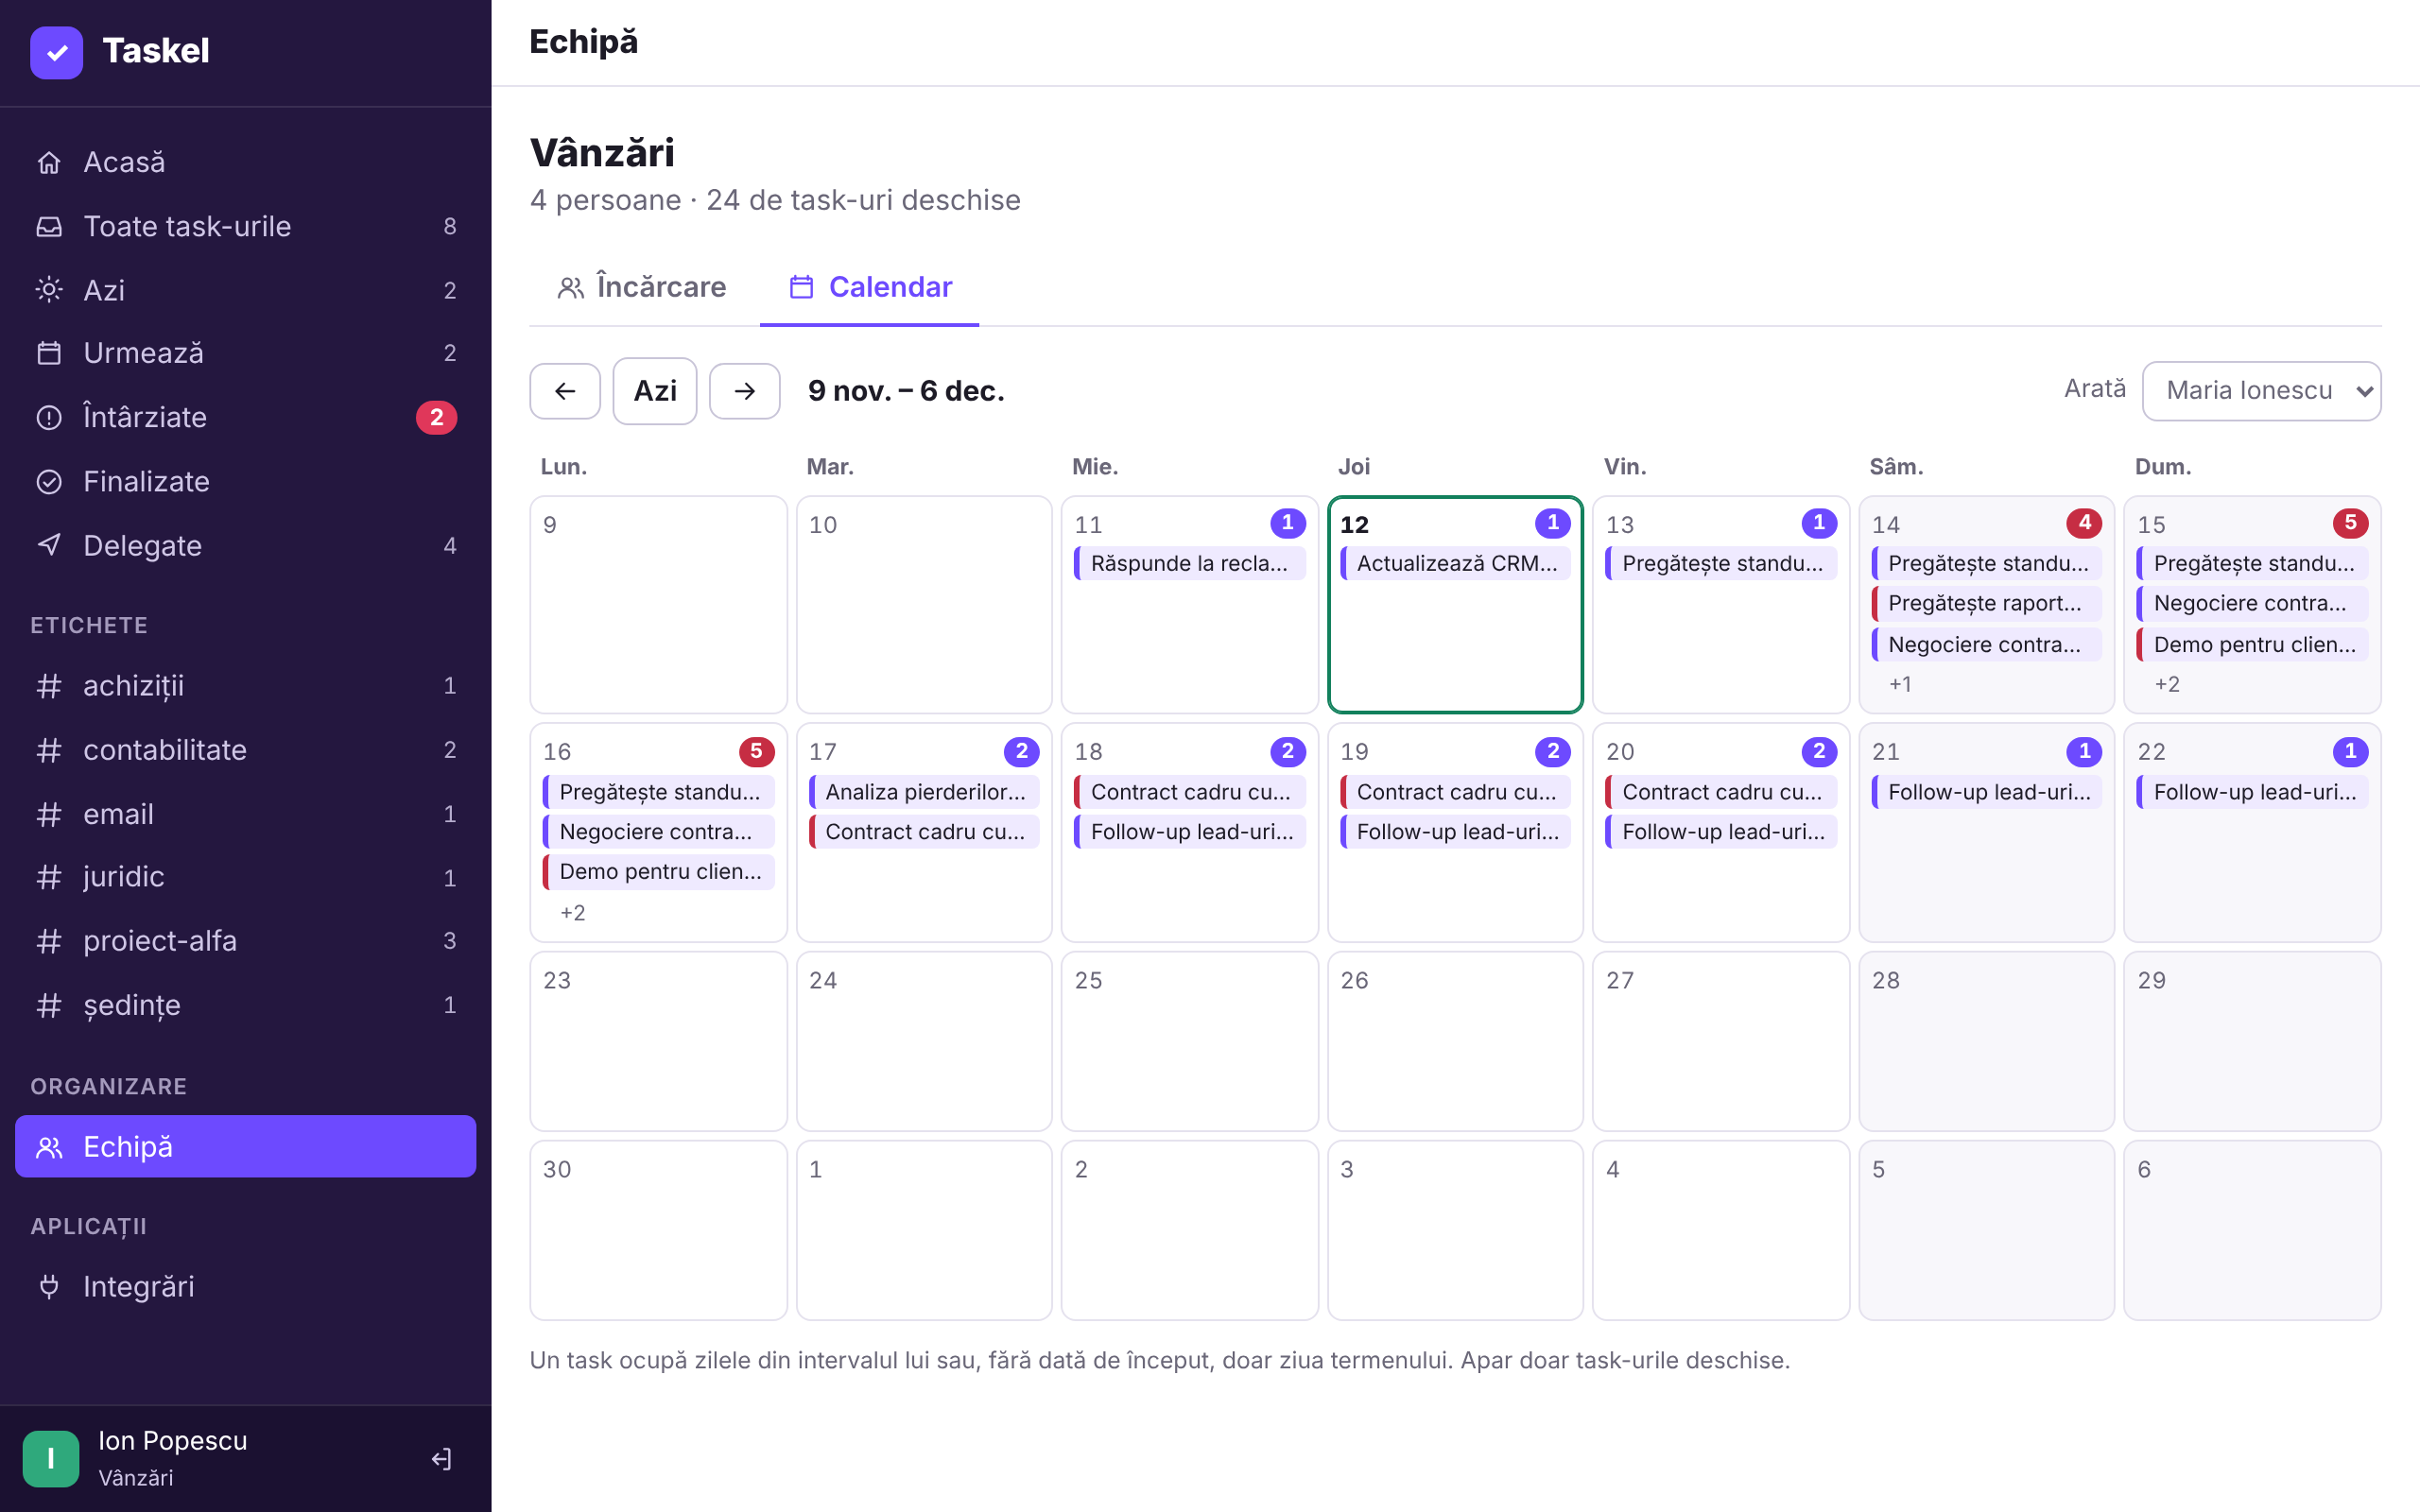 Taskel
Acasă
Toate task-urile 8
Azi 2
Urmează 2
Întârziate 2
Finalizate
Delegate 4
ETICHETE
# achiziții 1
# contabilitate 2
# email 1
# juridic 1
# proiect-alfa 3
# ședințe 1
ORGANIZARE
Echipă
APLICAȚII
Integrări
I
Ion Popescu
Vânzări
Echipă
Vânzări
4 persoane · 24 de task-uri deschise
Încărcare Calendar
← Azi → 9 nov. – 6 dec. Arată Maria Ionescu
Lun. Mar. Mie. Joi Vin. Sâm. Dum.
9
10
11 1
Răspunde la recla...
12 1
Actualizează CRM...
13 1
Pregătește standu...
14 4
Pregătește standu...
Pregătește raport...
Negociere contra...
+1
15 5
Pregătește standu...
Negociere contra...
Demo pentru clien...
+2
16 5
Pregătește standu...
Negociere contra...
Demo pentru clien...
+2
17 2
Analiza pierderilor...
Contract cadru cu...
18 2
Contract cadru cu...
Follow-up lead-uri...
19 2
Contract cadru cu...
Follow-up lead-uri...
20 2
Contract cadru cu...
Follow-up lead-uri...
21 1
Follow-up lead-uri...
22 1
Follow-up lead-uri...
23 24 25 26 27 28 29
30 1 2 3 4 5 6
Un task ocupă zilele din intervalul lui sau, fără dată de început, doar ziua termenului. Apar doar task-urile deschise.